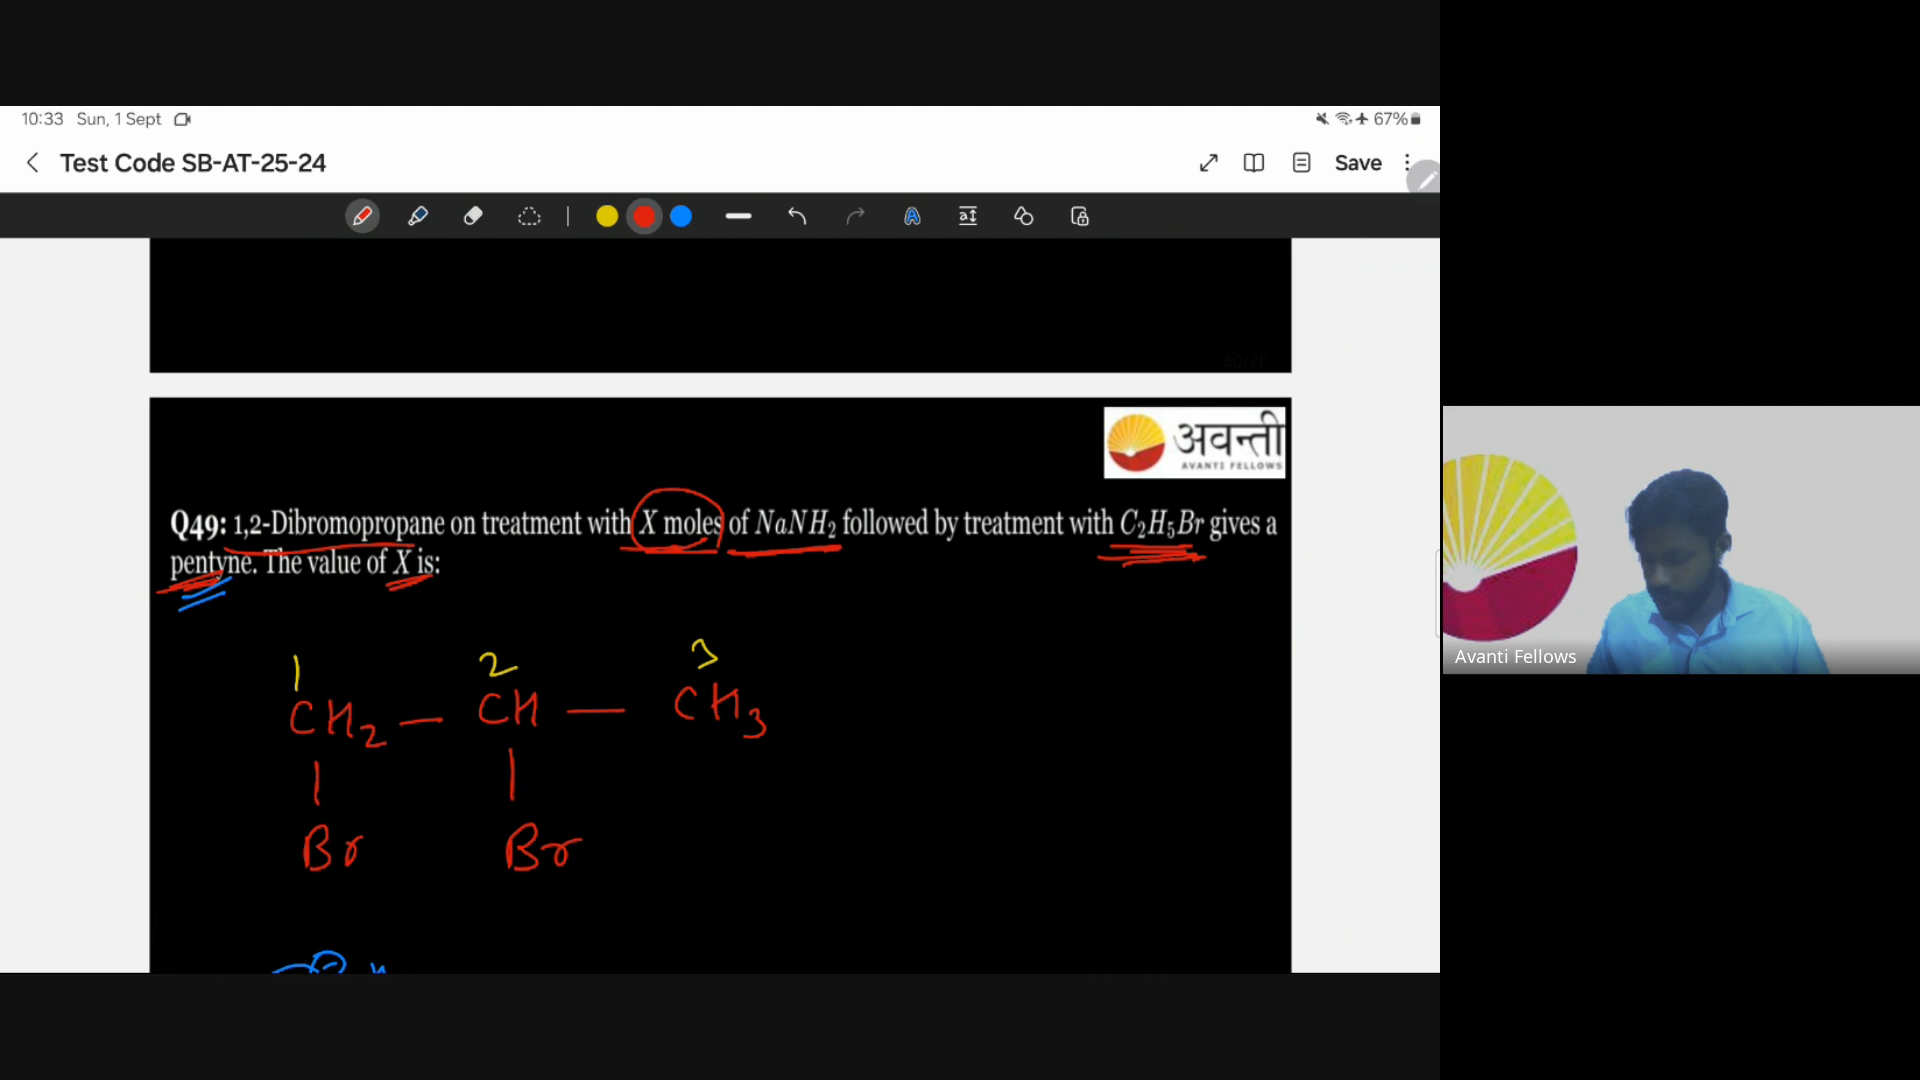 10:33 Sun, 1 Sept
67%
Test Code SB-AT-25-24
Save
अवन्ती
AVANTI FELLOWS
Q49: 1,2-Dibromopropane on treatment with X moles of NaNH₂ followed by treatment with C₂H₅Br gives a
pentyne. The value of X is:
1 2 3
CH₂ — CH — CH₃
Br Br
Avanti Fellows